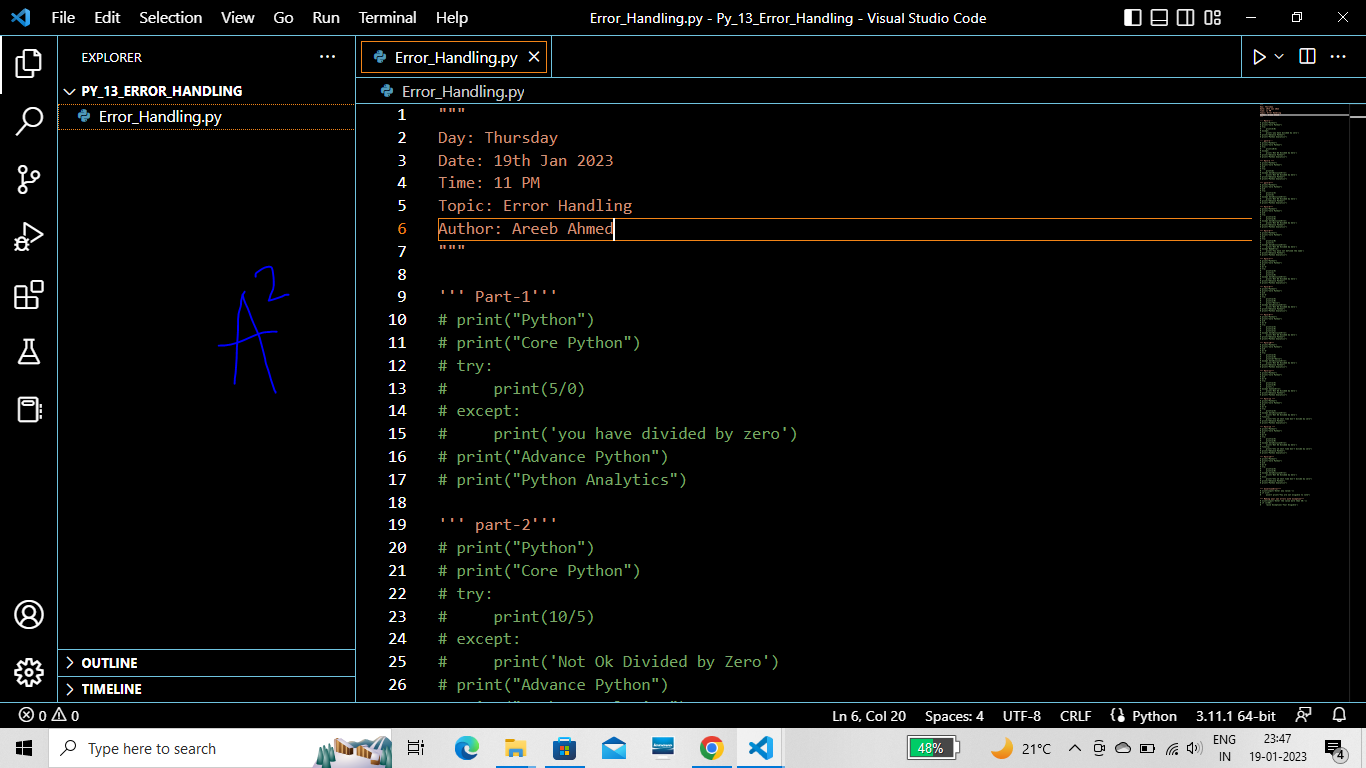 File Edit Selection View Go Run Terminal Help Error_Handling.py - Py_13_Error_Handling - Visual Studio Code
EXPLORER
PY_13_ERROR_HANDLING
Error_Handling.py
A²
OUTLINE
TIMELINE
Error_Handling.py
Error_Handling.py
1 """
2 Day: Thursday
3 Date: 19th Jan 2023
4 Time: 11 PM
5 Topic: Error Handling
6 Author: Areeb Ahmed
7 """
8
9 ''' Part-1'''
10 # print("Python")
11 # print("Core Python")
12 # try:
13 #     print(5/0)
14 # except:
15 #     print('you have divided by zero')
16 # print("Advance Python")
17 # print("Python Analytics")
18
19 ''' part-2'''
20 # print("Python")
21 # print("Core Python")
22 # try:
23 #     print(10/5)
24 # except:
25 #     print('Not Ok Divided by Zero')
26 # print("Advance Python")
0 0 Ln 6, Col 20 Spaces: 4 UTF-8 CRLF Python 3.11.1 64-bit
Type here to search 48% 21°C ENG IN 23:47 19-01-2023 4